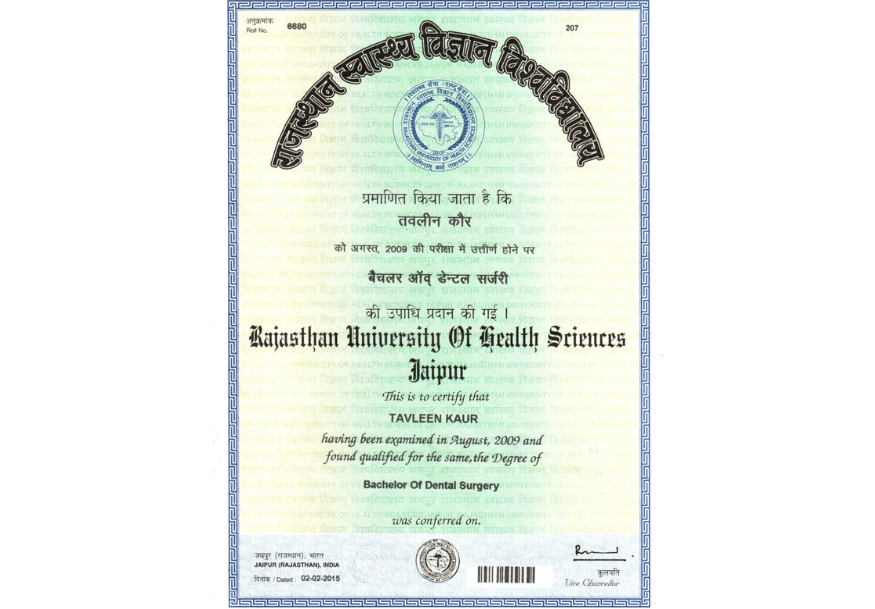 अनुक्रमांक
Roll No. 6680
207
राजस्थान स्वास्थ्य विज्ञान विश्वविद्यालय
प्रमाणित किया जाता है कि
तवलीन कौर
को अगस्त, 2009 की परीक्षा में उत्तीर्ण होने पर
बैचलर ऑव् डेन्टल सर्जरी
की उपाधि प्रदान की गई ।
Rajasthan University Of Health Sciences
Jaipur
This is to certify that
TAVLEEN KAUR
having been examined in August, 2009 and
found qualified for the same, the Degree of
Bachelor Of Dental Surgery
was conferred on.
जयपुर (राजस्थान), भारत
JAIPUR (RAJASTHAN), INDIA
दिनांक / Dated : 02-02-2015
कुलपति
Vice Chancellor